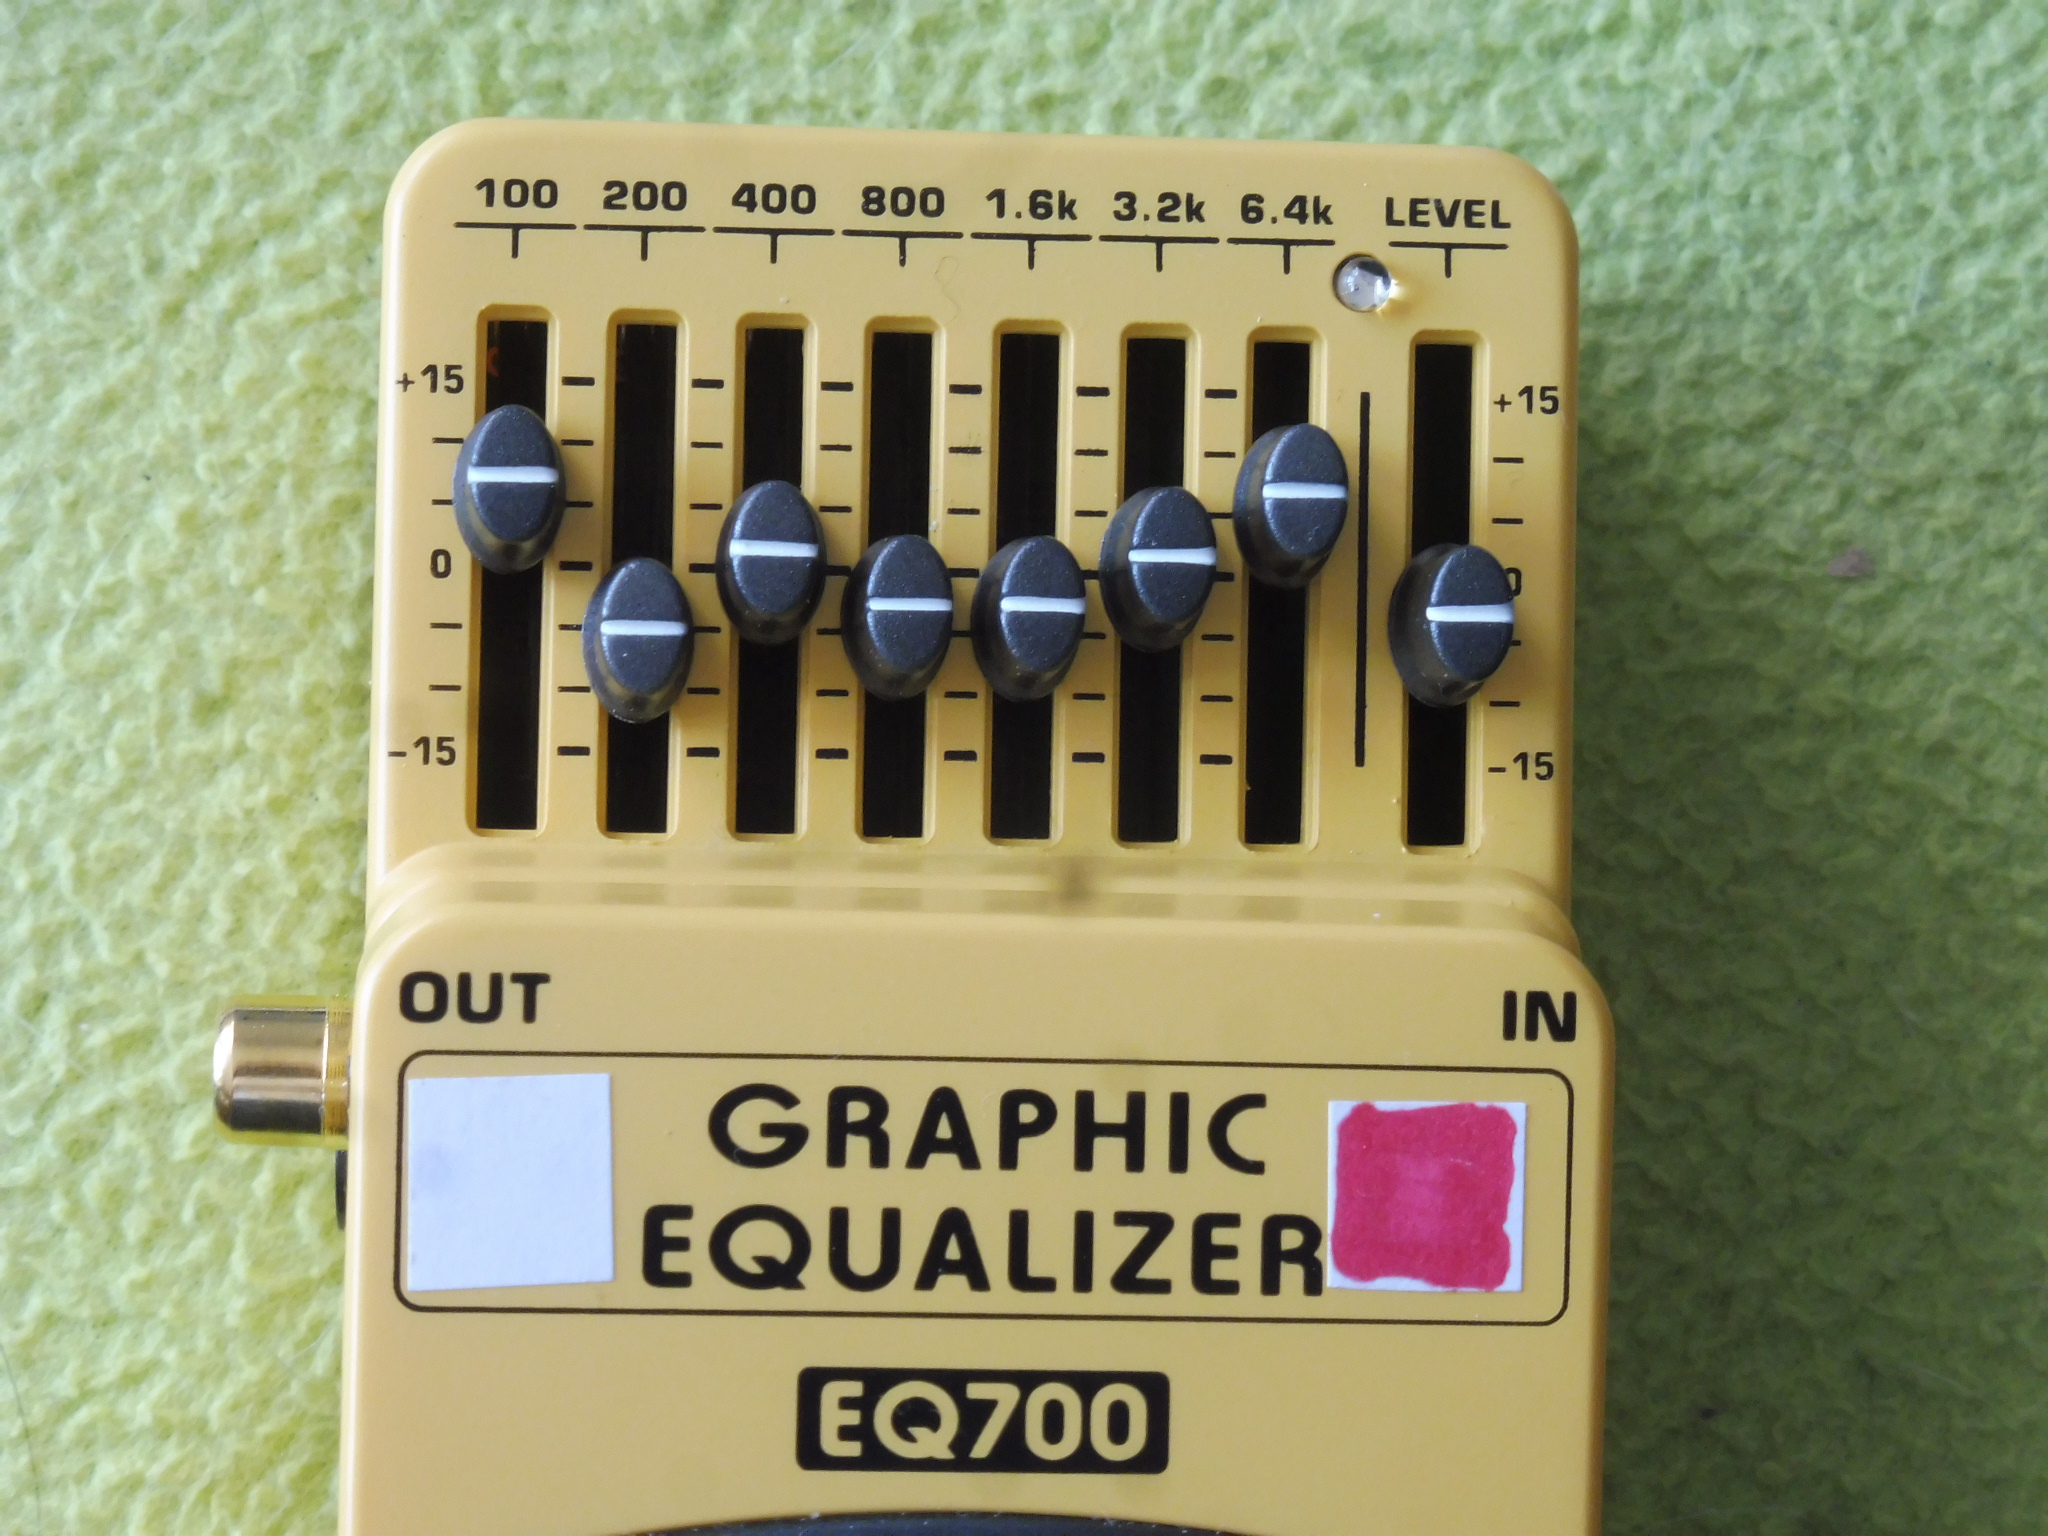 100 200 400 800 1.6k 3.2k 6.4k LEVEL
+15 +15
0 0
-15 -15
OUT IN
GRAPHIC
EQUALIZER
EQ700